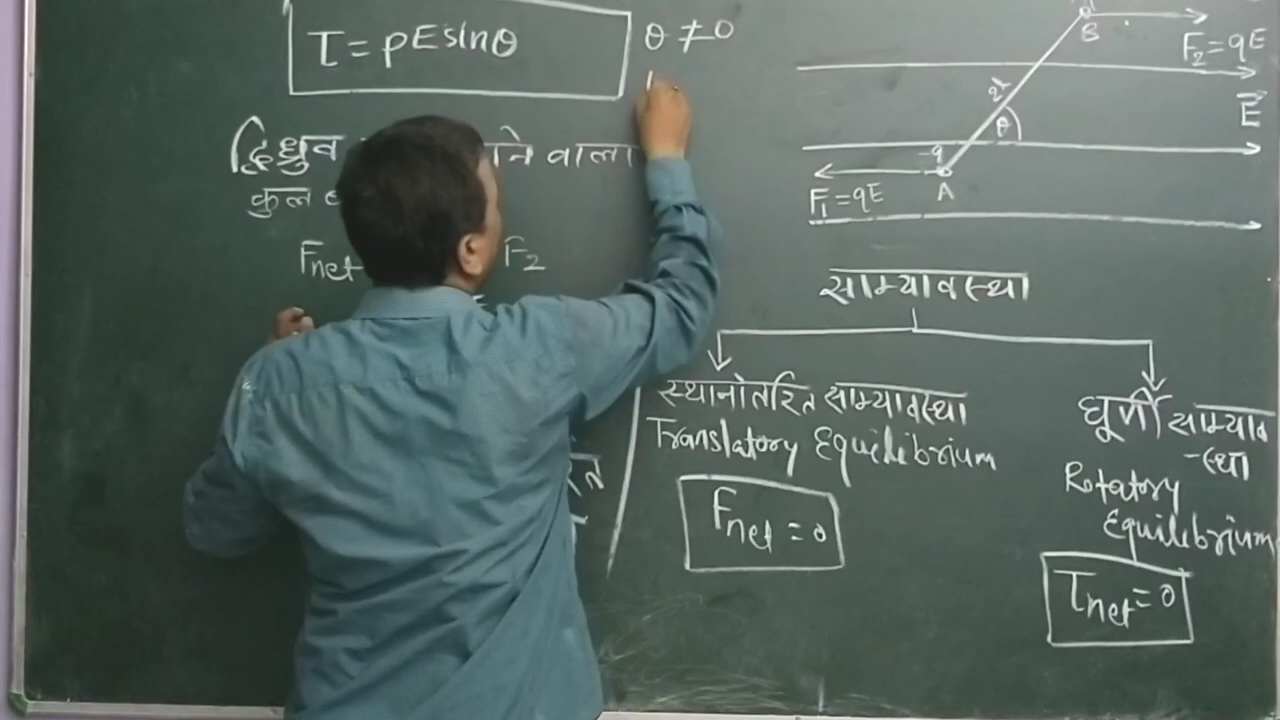 τ = pE sinθ
θ ≠ 0
द्विध्रुव वाला
कुल
Fnet F2
B
F2 = qE
E
θ
-q
A
F1 = qE
साम्यावस्था
स्थानांतरित साम्यावस्था
Translatory Equilibrium
Fnet = 0
घूर्णी साम्याव
-स्था
Rotatory
Equilibrium
τnet = 0